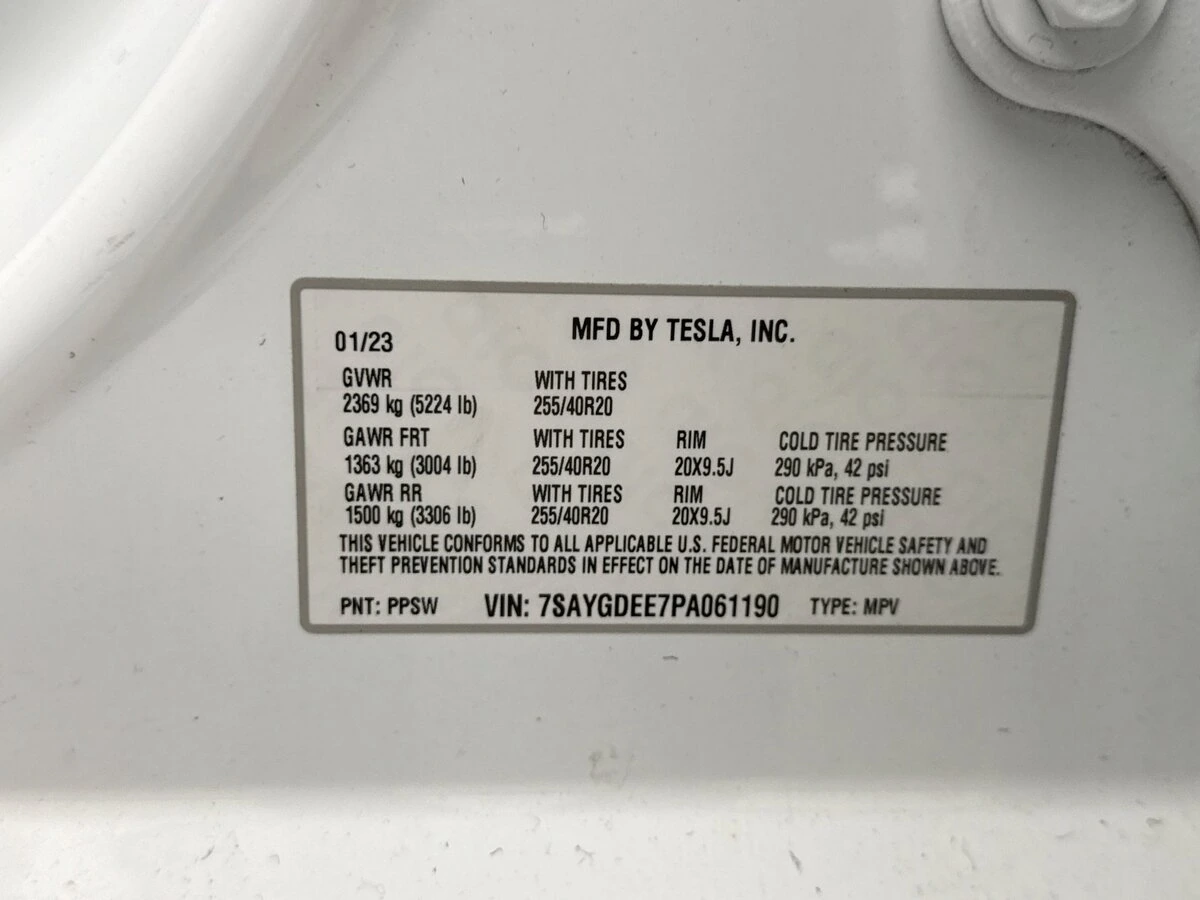 MFD BY TESLA, INC.
01/23
GVWR WITH TIRES
2369 kg (5224 lb) 255/40R20
GAWR FRT WITH TIRES RIM COLD TIRE PRESSURE
1363 kg (3004 lb) 255/40R20 20X9.5J 290 kPa, 42 psi
GAWR RR WITH TIRES RIM COLD TIRE PRESSURE
1500 kg (3306 lb) 255/40R20 20X9.5J 290 kPa, 42 psi
THIS VEHICLE CONFORMS TO ALL APPLICABLE U.S. FEDERAL MOTOR VEHICLE SAFETY AND
THEFT PREVENTION STANDARDS IN EFFECT ON THE DATE OF MANUFACTURE SHOWN ABOVE.
PNT: PPSW VIN: 7SAYGDEE7PA061190 TYPE: MPV